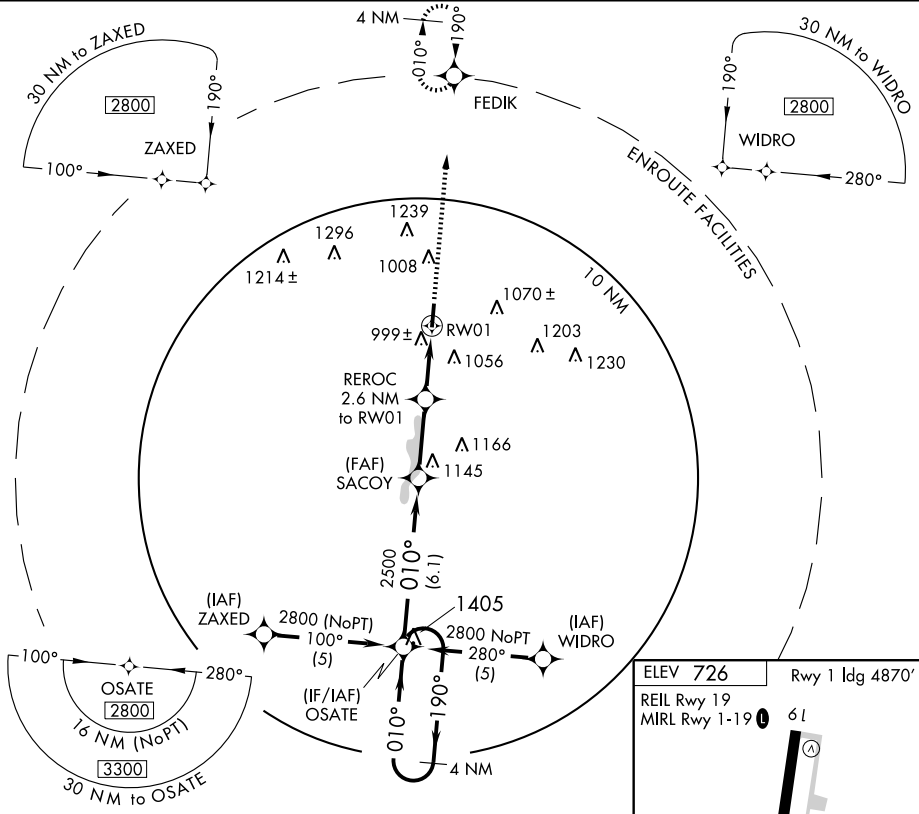 30 NM to ZAXED
2800
190°
100°
ZAXED
4 NM
010°
190°
FEDIK
30 NM to WIDRO
2800
190°
WIDRO
280°
ENROUTE FACILITIES
10 NM
1239
1296
1214 ±
1008
1070 ±
999 ±
RW01
1203
1056
1230
REROC
2.6 NM
to RW01
1166
1145
(FAF)
SACOY
2500
010°
(6.1)
(IAF)
ZAXED
2800 (NoPT)
100°
(5)
1405
2800 NoPT
280°
(5)
(IAF)
WIDRO
(IF/IAF)
OSATE
010°
190°
4 NM
100°
280°
OSATE
2800
16 NM (NoPT)
3300
30 NM to OSATE
ELEV 726
Rwy 1 ldg 4870'
REIL Rwy 19
MIRL Rwy 1-19 L
19